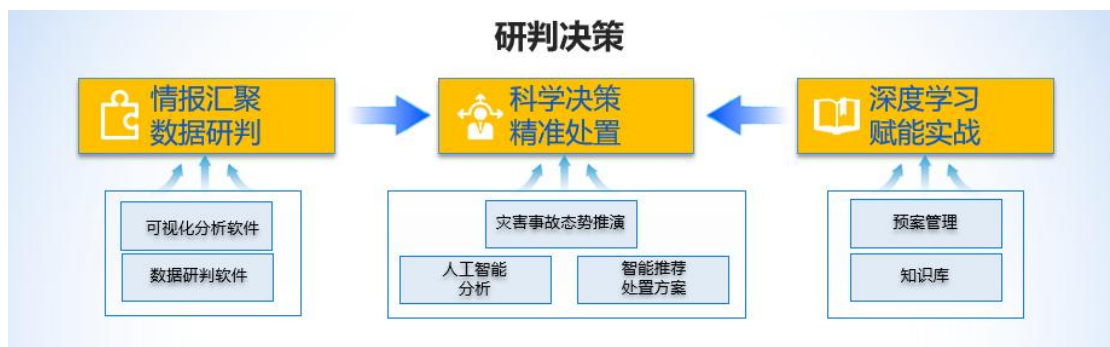 研判决策
情报汇聚
数据研判
科学决策
精准处置
深度学习
赋能实战
可视化分析软件
数据研判软件
灾害事故态势推演
人工智能
分析
智能推荐
处置方案
预案管理
知识库